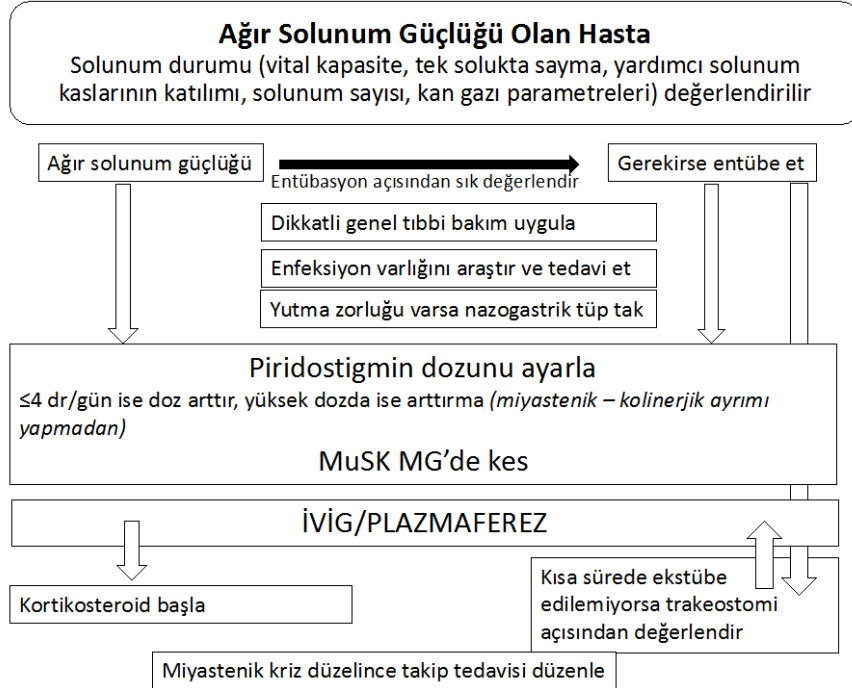 Ağır Solunum Güçlüğü Olan Hasta
Solunum durumu (vital kapasite, tek solukta sayma, yardımcı solunum
kaslarının katılımı, solunum sayısı, kan gazı parametreleri) değerlendirilir
Ağır solunum güçlüğü
Entübasyon açısından sık değerlendir
Gerekirse entübe et
Dikkatli genel tıbbi bakım uygula
Enfeksiyon varlığını araştır ve tedavi et
Yutma zorluğu varsa nazogastrik tüp tak
Piridostigmin dozunu ayarla
≤4 dr/gün ise doz arttır, yüksek dozda ise arttırma (miyastenik – kolinerjik ayrımı
yapmadan)
MuSK MG’de kes
İVİG/PLAZMAFEREZ
Kortikosteroid başla
Kısa sürede ekstübe
edilemiyorsa trakeostomi
açısından değerlendir
Miyastenik kriz düzelince takip tedavisi düzenle